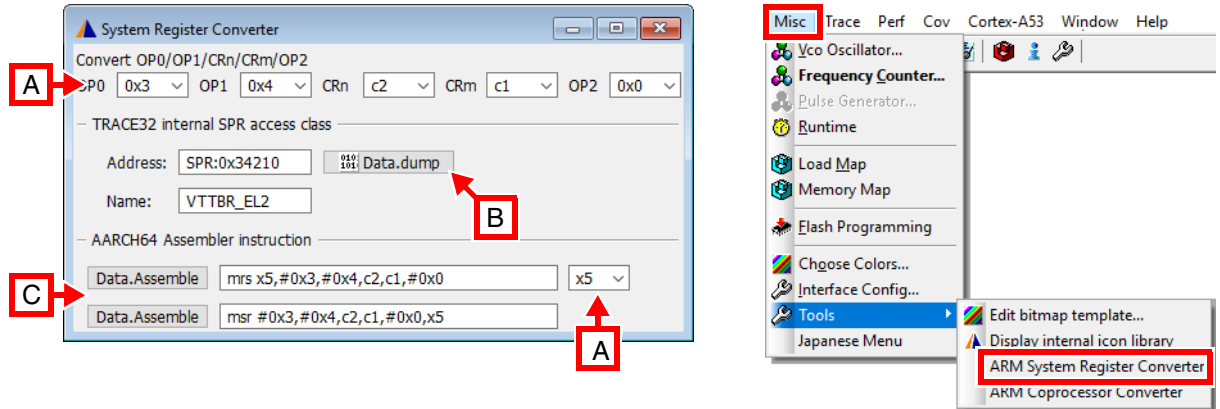 System Register Converter
Convert OP0/OP1/CRn/CRm/OP2
A
OP0 0x3 OP1 0x4 CRn c2 CRm c1 OP2 0x0
TRACE32 internal SPR access class
Address: SPR:0x34210 Data.dump
Name: VTTBR_EL2
B
AARCH64 Assembler instruction
C
Data.Assemble mrs x5,#0x3,#0x4,c2,c1,#0x0 x5
Data.Assemble msr #0x3,#0x4,c2,c1,#0x0,x5
A
Misc Trace Perf Cov Cortex-A53 Window Help
Vco Oscillator...
Frequency Counter...
Pulse Generator...
Runtime
Load Map
Memory Map
Flash Programming
Choose Colors...
Interface Config...
Tools
Japanese Menu
Edit bitmap template...
Display internal icon library
ARM System Register Converter
ARM Coprocessor Converter